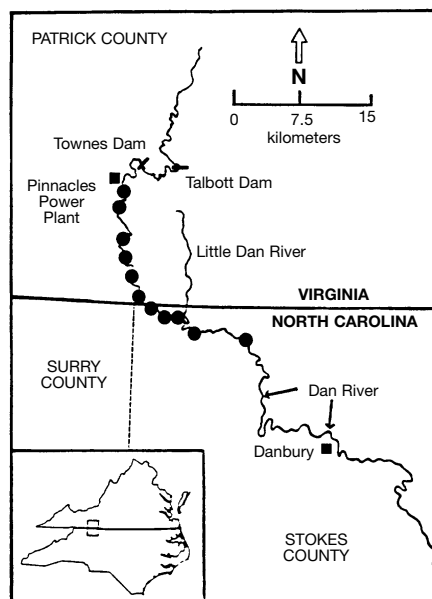 PATRICK COUNTY
N
0 7.5 15
kilometers
Townes Dam
Pinnacles
Power
Plant
Talbott Dam
Little Dan River
VIRGINIA
NORTH CAROLINA
SURRY
COUNTY
Dan River
Danbury
STOKES
COUNTY